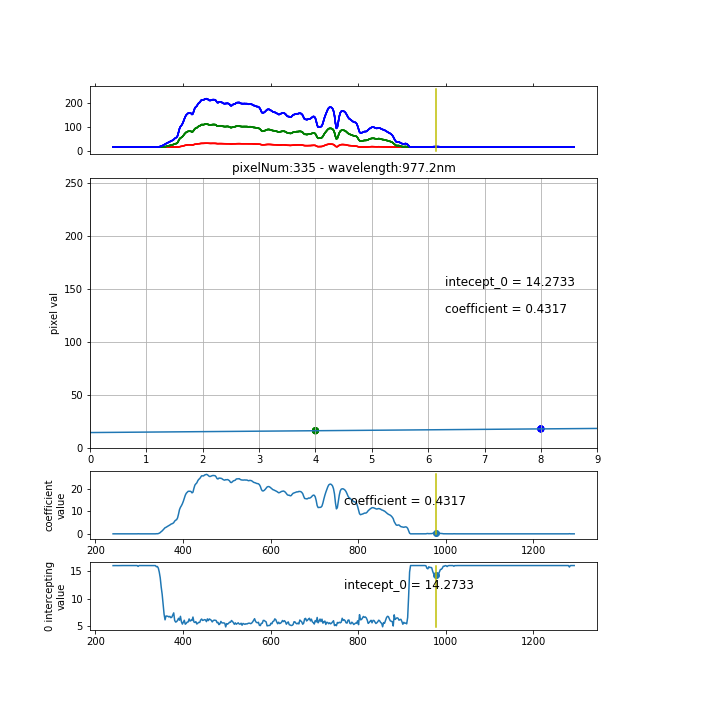 200
100
0
pixelNum:335 - wavelength:977.2nm
250
200
150
100
50
0
pixel val
intecept_0 = 14.2733
coefficient = 0.4317
0 1 2 3 4 5 6 7 8 9
coefficient
value
20
10
0
coefficient = 0.4317
200 400 600 800 1000 1200
0 intercepting
value
15
10
5
intecept_0 = 14.2733
200 400 600 800 1000 1200